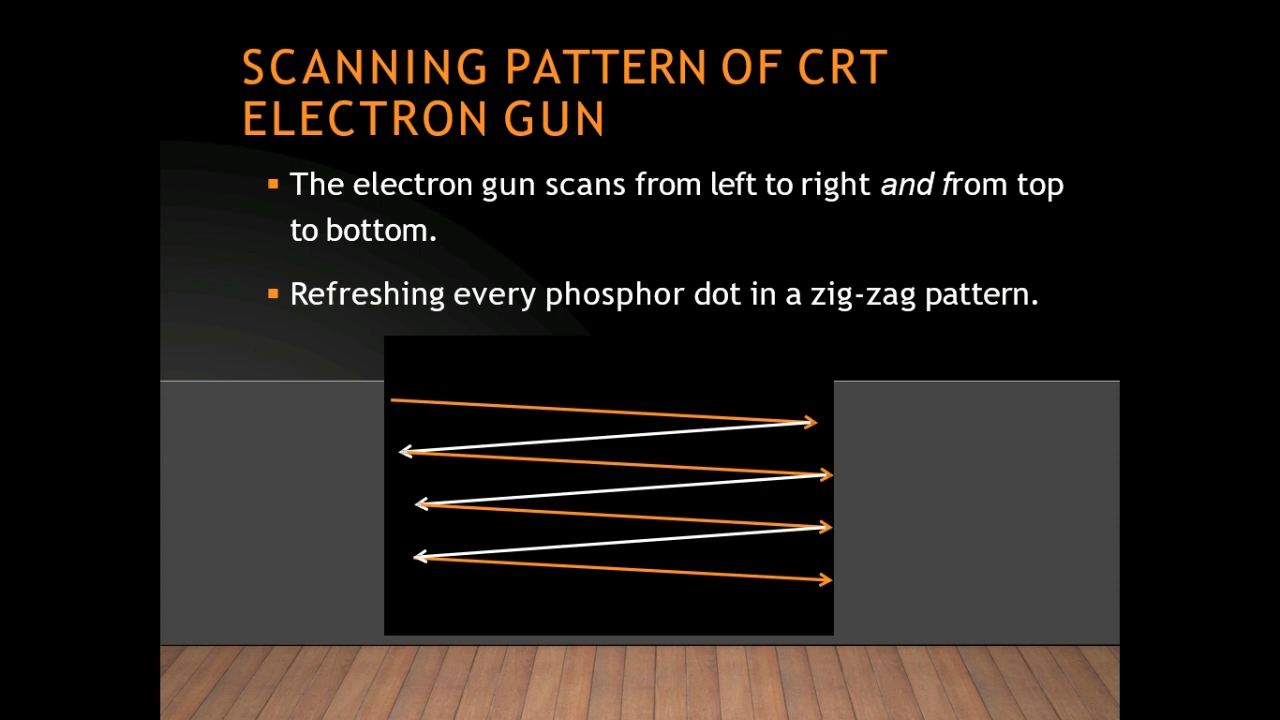 SCANNING PATTERN OF CRT
ELECTRON GUN
▪ The electron gun scans from left to right and from top
to bottom.
▪ Refreshing every phosphor dot in a zig-zag pattern.